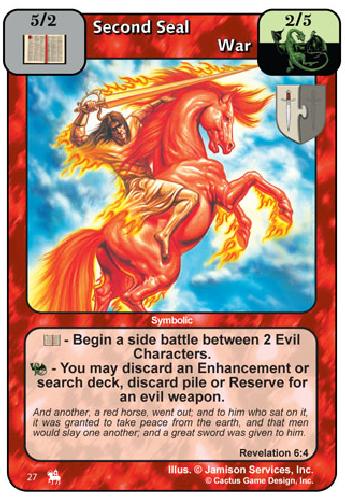 5/2
Second Seal
War
2/5
Symbolic
- Begin a side battle between 2 Evil
Characters.
- You may discard an Enhancement or
search deck, discard pile or Reserve for
an evil weapon.
And another, a red horse, went out; and to him who sat on it,
it was granted to take peace from the earth, and that men
would slay one another; and a great sword was given to him.
Revelation 6:4
Illus. © Jamison Services, Inc.
27
© Cactus Game Design, Inc.